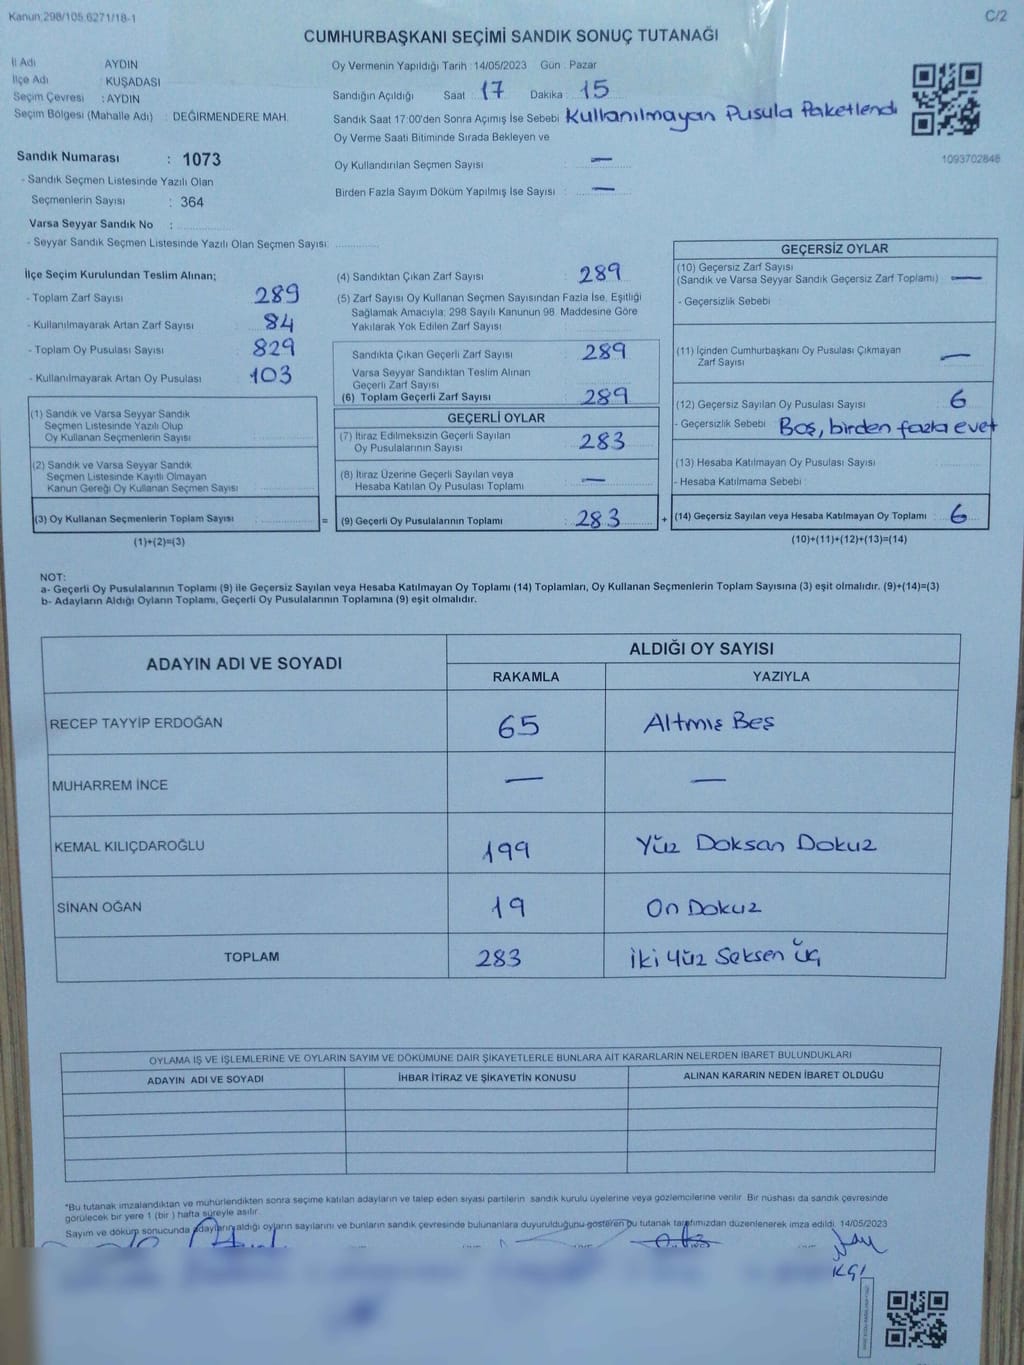 Kanun,298/105,6271/18-1
C/2
CUMHURBAŞKANI SEÇİMİ SANDIK SONUÇ TUTANAĞI
İl Adı AYDIN
İlçe Adı : KUŞADASI
Seçim Çevresi : AYDIN
Seçim Bölgesi (Mahalle Adı) : DEĞİRMENDERE MAH.
Sandık Numarası : 1073
- Sandık Seçmen Listesinde Yazılı Olan
Seçmenlerin Sayısı : 364
Varsa Seyyar Sandık No :
- Seyyar Sandık Seçmen Listesinde Yazılı Olan Seçmen Sayısı:
Oy Vermenin Yapıldığı Tarih : 14/05/2023 Gün : Pazar
Sandığın Açıldığı Saat 17 Dakika 15
Sandık Saat 17:00'den Sonra Açımış İse Sebebi Kullanılmayan Pusula Paketlendi
Oy Verme Saati Bitiminde Sırada Bekleyen ve
Oy Kullandırılan Seçmen Sayısı : —
Birden Fazla Sayım Döküm Yapılmış İse Sayısı : —
1093702848
İlçe Seçim Kurulundan Teslim Alınan;
- Toplam Zarf Sayısı 289
- Kullanılmayarak Artan Zarf Sayısı 84
- Toplam Oy Pusulası Sayısı 829
- Kullanılmayarak Artan Oy Pusulası 103
(1) Sandık ve Varsa Seyyar Sandık
Seçmen Listesinde Yazılı Olup
Oy Kullanan Seçmenlerin Sayısı
(2) Sandık ve Varsa Seyyar Sandık
Seçmen Listesinde Kayıtlı Olmayan
Kanun Gereği Oy Kullanan Seçmen Sayısı
(3) Oy Kullanan Seçmenlerin Toplam Sayısı =
(1)+(2)=(3)
(4) Sandıktan Çıkan Zarf Sayısı : 289
(5) Zarf Sayısı Oy Kullanan Seçmen Sayısından Fazla İse, Eşitliği
Sağlamak Amacıyla; 298 Sayılı Kanunun 98. Maddesine Göre
Yakılarak Yok Edilen Zarf Sayısı :
Sandıkta Çıkan Geçerli Zarf Sayısı : 289
Varsa Seyyar Sandıktan Teslim Alınan
Geçerli Zarf Sayısı
(6) Toplam Geçerli Zarf Sayısı : 289
GEÇERLİ OYLAR
(7) İtiraz Edilmeksizin Geçerli Sayılan
Oy Pusulalarının Sayısı : 283
(8) İtiraz Üzerine Geçerli Sayılan veya
Hesaba Katılan Oy Pusulası Toplamı : —
(9) Geçerli Oy Pusulalarının Toplamı : 283 +
GEÇERSİZ OYLAR
(10) Geçersiz Zarf Sayısı
(Sandık ve Varsa Seyyar Sandık Geçersiz Zarf Toplamı) : —
- Geçersizlik Sebebi :
(11) İçinden Cumhurbaşkanı Oy Pusulası Çıkmayan
Zarf Sayısı : —
(12) Geçersiz Sayılan Oy Pusulası Sayısı : 6
- Geçersizlik Sebebi : Boş, birden fazla evet
(13) Hesaba Katılmayan Oy Pusulası Sayısı :
- Hesaba Katılmama Sebebi :
(14) Geçersiz Sayılan veya Hesaba Katılmayan Oy Toplamı : 6
(10)+(11)+(12)+(13)=(14)
NOT:
a- Geçerli Oy Pusulalarının Toplamı (9) ile Geçersiz Sayılan veya Hesaba Katılmayan Oy Toplamı (14) Toplamları, Oy Kullanan Seçmenlerin Toplam Sayısına (3) eşit olmalıdır. (9)+(14)=(3)
b- Adayların Aldığı Oyların Toplamı, Geçerli Oy Pusulalarının Toplamına (9) eşit olmalıdır.
ADAYIN ADI VE SOYADI
ALDIĞI OY SAYISI
RAKAMLA YAZIYLA
RECEP TAYYİP ERDOĞAN 65 Altmış Beş
MUHARREM İNCE — —
KEMAL KILIÇDAROĞLU 199 Yüz Doksan Dokuz
SİNAN OĞAN 19 On Dokuz
TOPLAM 283 İki Yüz Seksen Üç
OYLAMA İŞ VE İŞLEMLERİNE VE OYLARIN SAYIM VE DÖKÜMÜNE DAİR ŞİKAYETLERLE BUNLARA AİT KARARLARIN NELERDEN İBARET BULUNDUKLARI
ADAYIN ADI VE SOYADI İHBAR İTİRAZ VE ŞİKAYETİN KONUSU ALINAN KARARIN NEDEN İBARET OLDUĞU
*Bu tutanak imzalandıktan ve mühürlendikten sonra seçime katılan adayların ve talep eden siyasi partilerin sandık kurulu üyelerine veya gözlemcilerine verilir. Bir nüshası da sandık çevresinde
görülecek bir yere 1 (bir) hafta süreyle asılır.
Sayım ve döküm sonucunda adayların aldığı oyların sayılarını ve bunların sandık çevresinde bulunanlara duyurulduğunu gösteren bu tutanak tarafımızdan düzenlenerek imza edildi. 14/05/2023